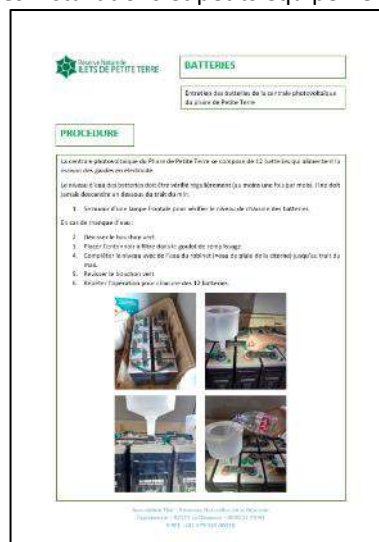 Réserve Naturelle
ILETS DE PETITE TERRE
BATTERIES
Entretien des batteries de la centrale photovoltaïque
du phare de Petite Terre
PROCEDURE
La centrale photovoltaïque du Phare de Petite Terre se compose de 12 batteries qui alimentent la
maison des gardes en électricité.
Le niveau d'eau des batteries doit être vérifié régulièrement (au moins une fois par mois). Il ne doit
jamais descendre en dessous du trait du min.
1. Se munir d'une lampe frontale pour vérifier le niveau de chacune des batteries.
En cas de manque d'eau :
2. Dévisser le bouchon vert
3. Placer l'entonnoir à filtre dans le goulot de remplissage.
4. Compléter le niveau avec de l'eau du robinet (=eau de pluie de la citerne) jusqu'au trait du
max.
5. Revisser le bouchon vert
6. Répéter l'opération pour chacune des 12 batteries.